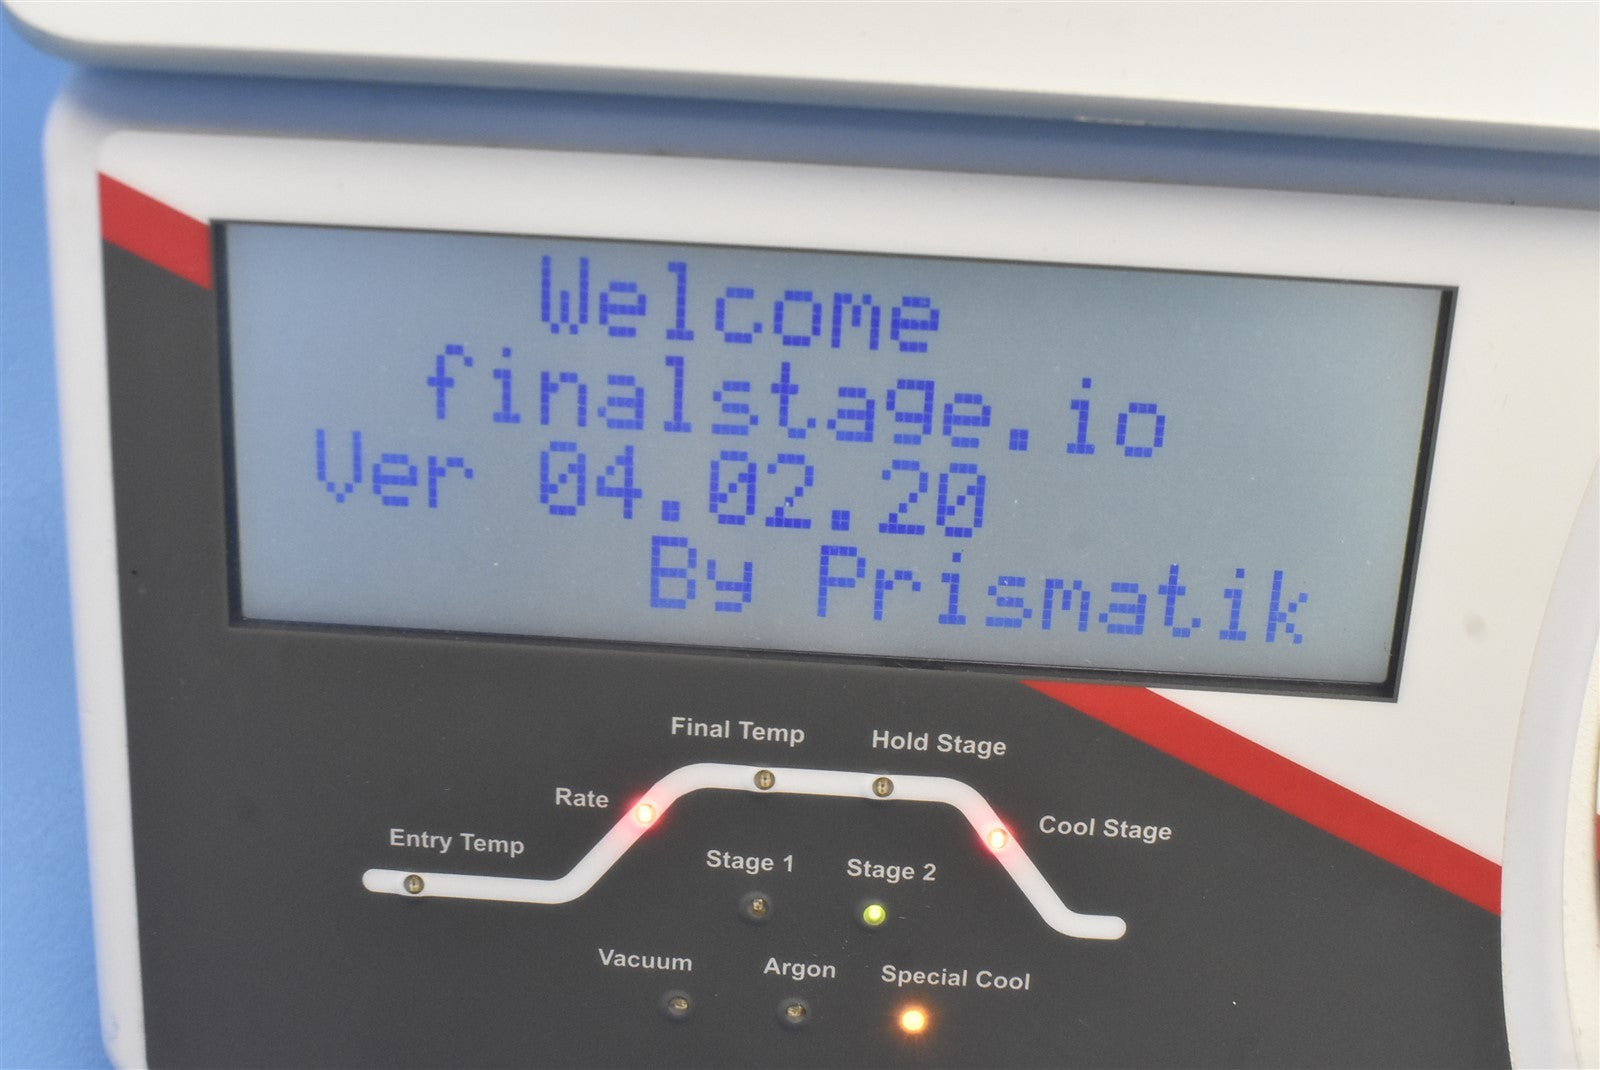 Welcome
finalstage.io
Ver 04.02.20
By Prismatik
Final Temp
Hold Stage
Rate
Cool Stage
Entry Temp
Stage 1
Stage 2
Vacuum
Argon
Special Cool